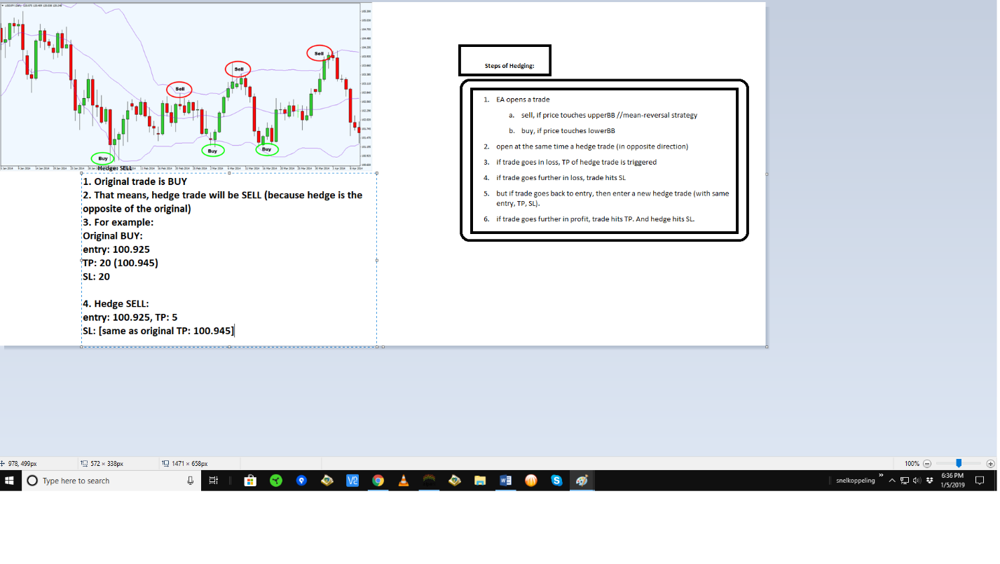 Sell
Sell
Sell
Buy
Buy
Buy
Hedge: SELL
1. Original trade is BUY
2. That means, hedge trade will be SELL (because hedge is the
opposite of the original)
3. For example:
Original BUY:
entry: 100.925
TP: 20 (100.945)
SL: 20
4. Hedge SELL:
entry: 100.925, TP: 5
SL: [same as original TP: 100.945]
Steps of Hedging:
1. EA opens a trade
a. sell, if price touches upperBB //mean-reversal strategy
b. buy, if price touches lowerBB
2. open at the same time a hedge trade (in opposite direction)
3. if trade goes in loss, TP of hedge trade is triggered
4. if trade goes further in loss, trade hits SL
5. but if trade goes back to entry, then enter a new hedge trade (with same
entry, TP, SL).
6. if trade goes further in profit, trade hits TP. And hedge hits SL.
978, 499px
572 × 338px
1471 × 658px
100%
Type here to search
snelkoppeling
6:36 PM
1/5/2019